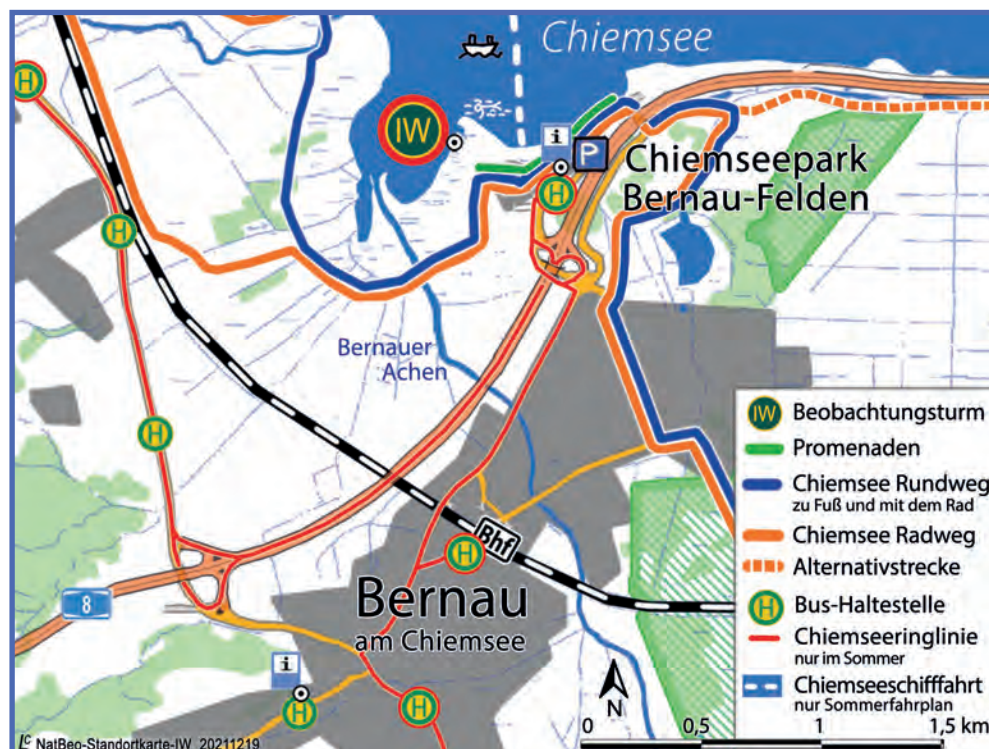 Chiemsee
H
IW
i
P
Chiemseepark
Bernau-Felden
H
H
Bernauer
Achen
H
Bhf
H
Bernau
am Chiemsee
8
i
H
H
IW Beobachtungsturm
Promenaden
Chiemsee Rundweg
zu Fuß und mit dem Rad
Chiemsee Radweg
Alternativstrecke
H Bus-Haltestelle
Chiemseeringlinie
nur im Sommer
Chiemseeschifffahrt
nur Sommerfahrplan
N
0 0,5 1 1,5 km
NatBeo-Standortkarte-IW_20211219